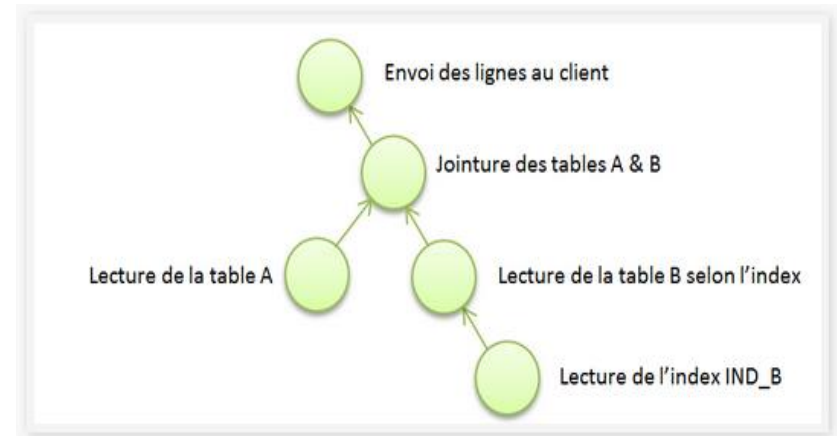 Envoi des lignes au client
Jointure des tables A & B
Lecture de la table A
Lecture de la table B selon l’index
Lecture de l’index IND_B